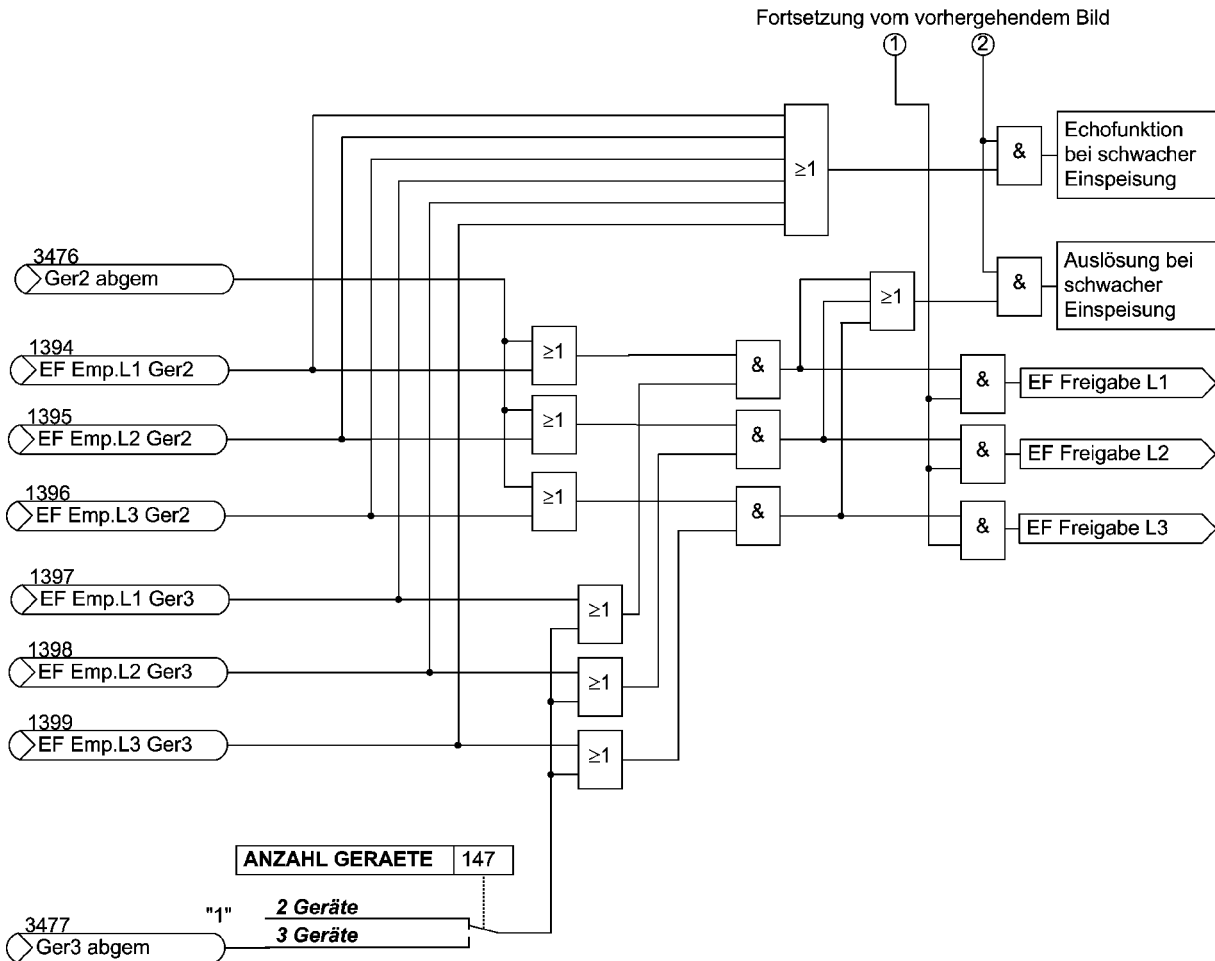 Fortsetzung vom vorhergehendem Bild
1
2
≥1
&
Echofunktion
bei schwacher
Einspeisung
3476
Ger2 abgem
&
Auslösung bei
schwacher
Einspeisung
≥1
1394
EF Emp.L1 Ger2
≥1
&
&
EF Freigabe L1
1395
EF Emp.L2 Ger2
≥1
&
&
EF Freigabe L2
1396
EF Emp.L3 Ger2
≥1
&
&
EF Freigabe L3
1397
EF Emp.L1 Ger3
≥1
1398
EF Emp.L2 Ger3
≥1
1399
EF Emp.L3 Ger3
≥1
ANZAHL GERAETE 147
"1" 2 Geräte
3 Geräte
3477
Ger3 abgem